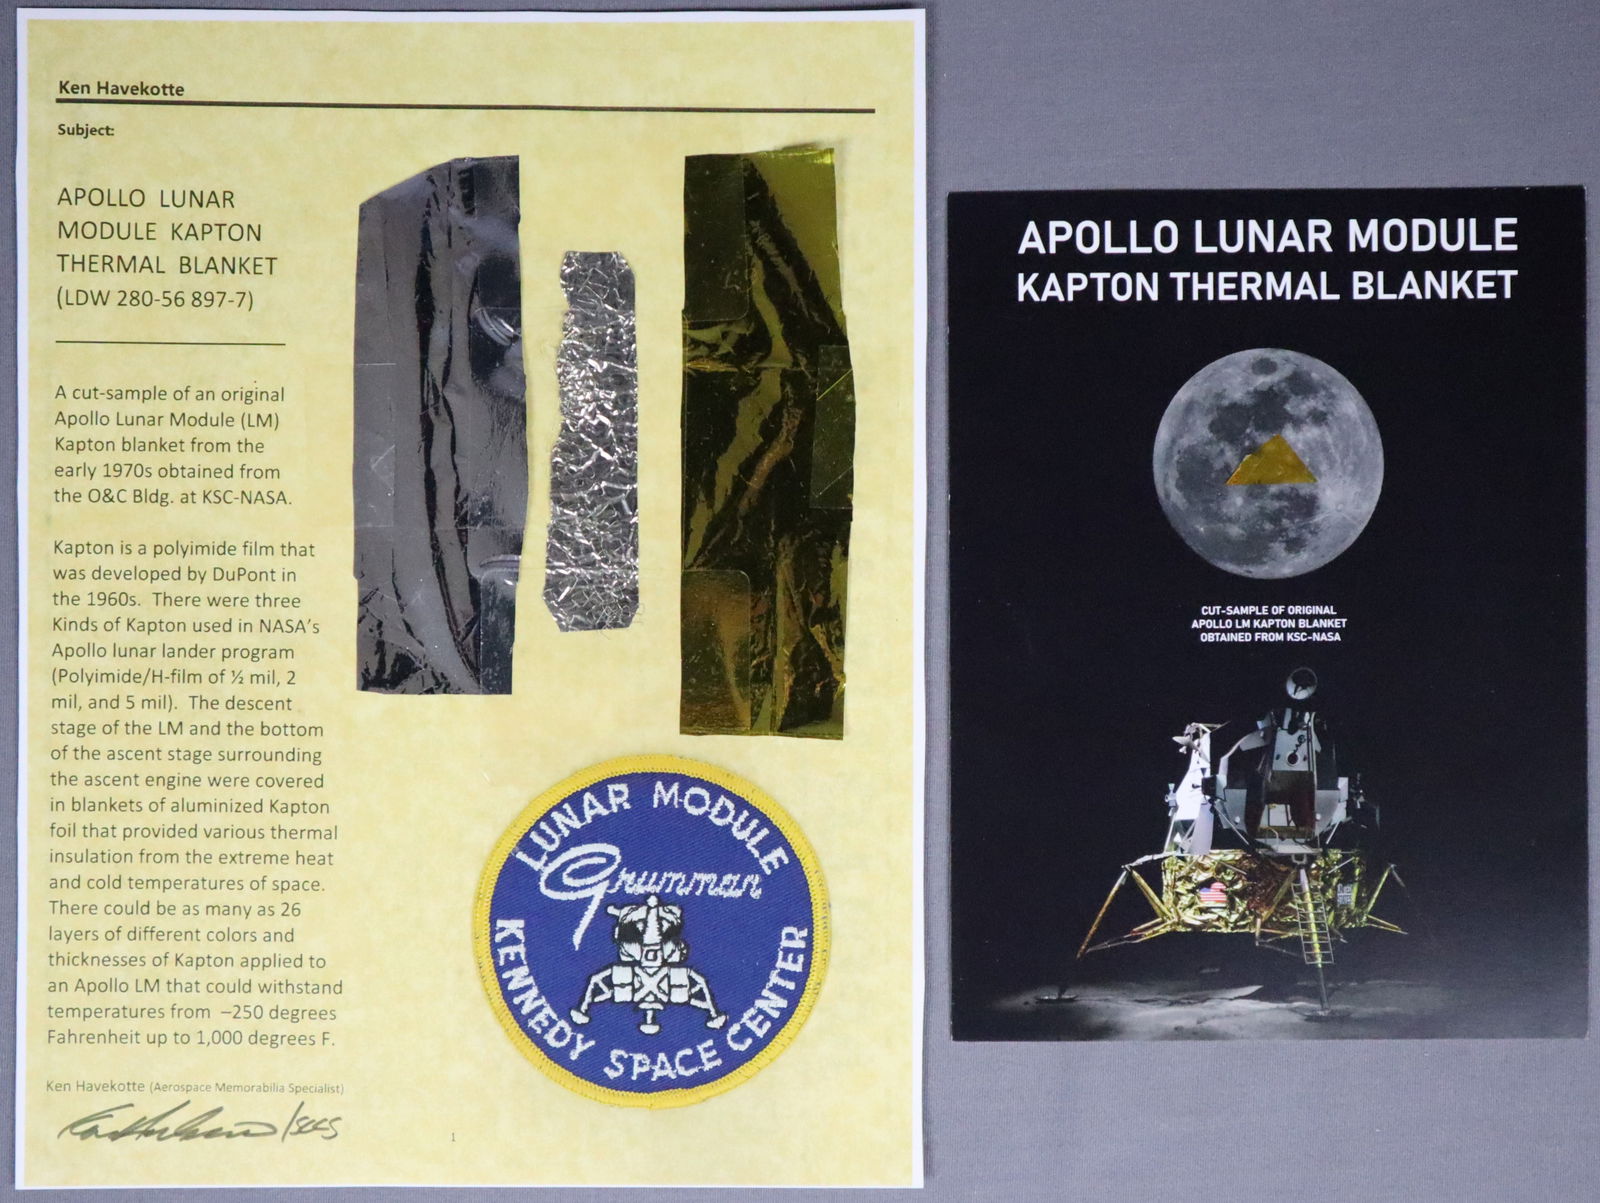 Ken Havekotte
Subject:
APOLLO LUNAR
MODULE KAPTON
THERMAL BLANKET
(LDW 280-56 897-7)
A cut-sample of an original
Apollo Lunar Module (LM)
Kapton blanket from the
early 1970s obtained from
the O&C Bldg. at KSC-NASA.
Kapton is a polyimide film that
was developed by DuPont in
the 1960s. There were three
Kinds of Kapton used in NASA's
Apollo lunar lander program
(Polyimide/H-film of ½ mil, 2
mil, and 5 mil). The descent
stage of the LM and the bottom
of the ascent stage surrounding
the ascent engine were covered
in blankets of aluminized Kapton
foil that provided various thermal
insulation from the extreme heat
and cold temperatures of space.
There could be as many as 26
layers of different colors and
thicknesses of Kapton applied to
an Apollo LM that could withstand
temperatures from –250 degrees
Fahrenheit up to 1,000 degrees F.
Ken Havekotte (Aerospace Memorabilia Specialist)
1
LUNAR MODULE
Grumman
KENNEDY SPACE CENTER
APOLLO LUNAR MODULE
KAPTON THERMAL BLANKET
CUT-SAMPLE OF ORIGINAL
APOLLO LM KAPTON BLANKET
OBTAINED FROM KSC-NASA